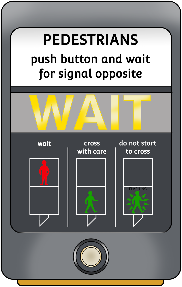 PEDESTRIANS
push button and wait
for signal opposite
WAIT
wait
cross
with care
do not start
to cross